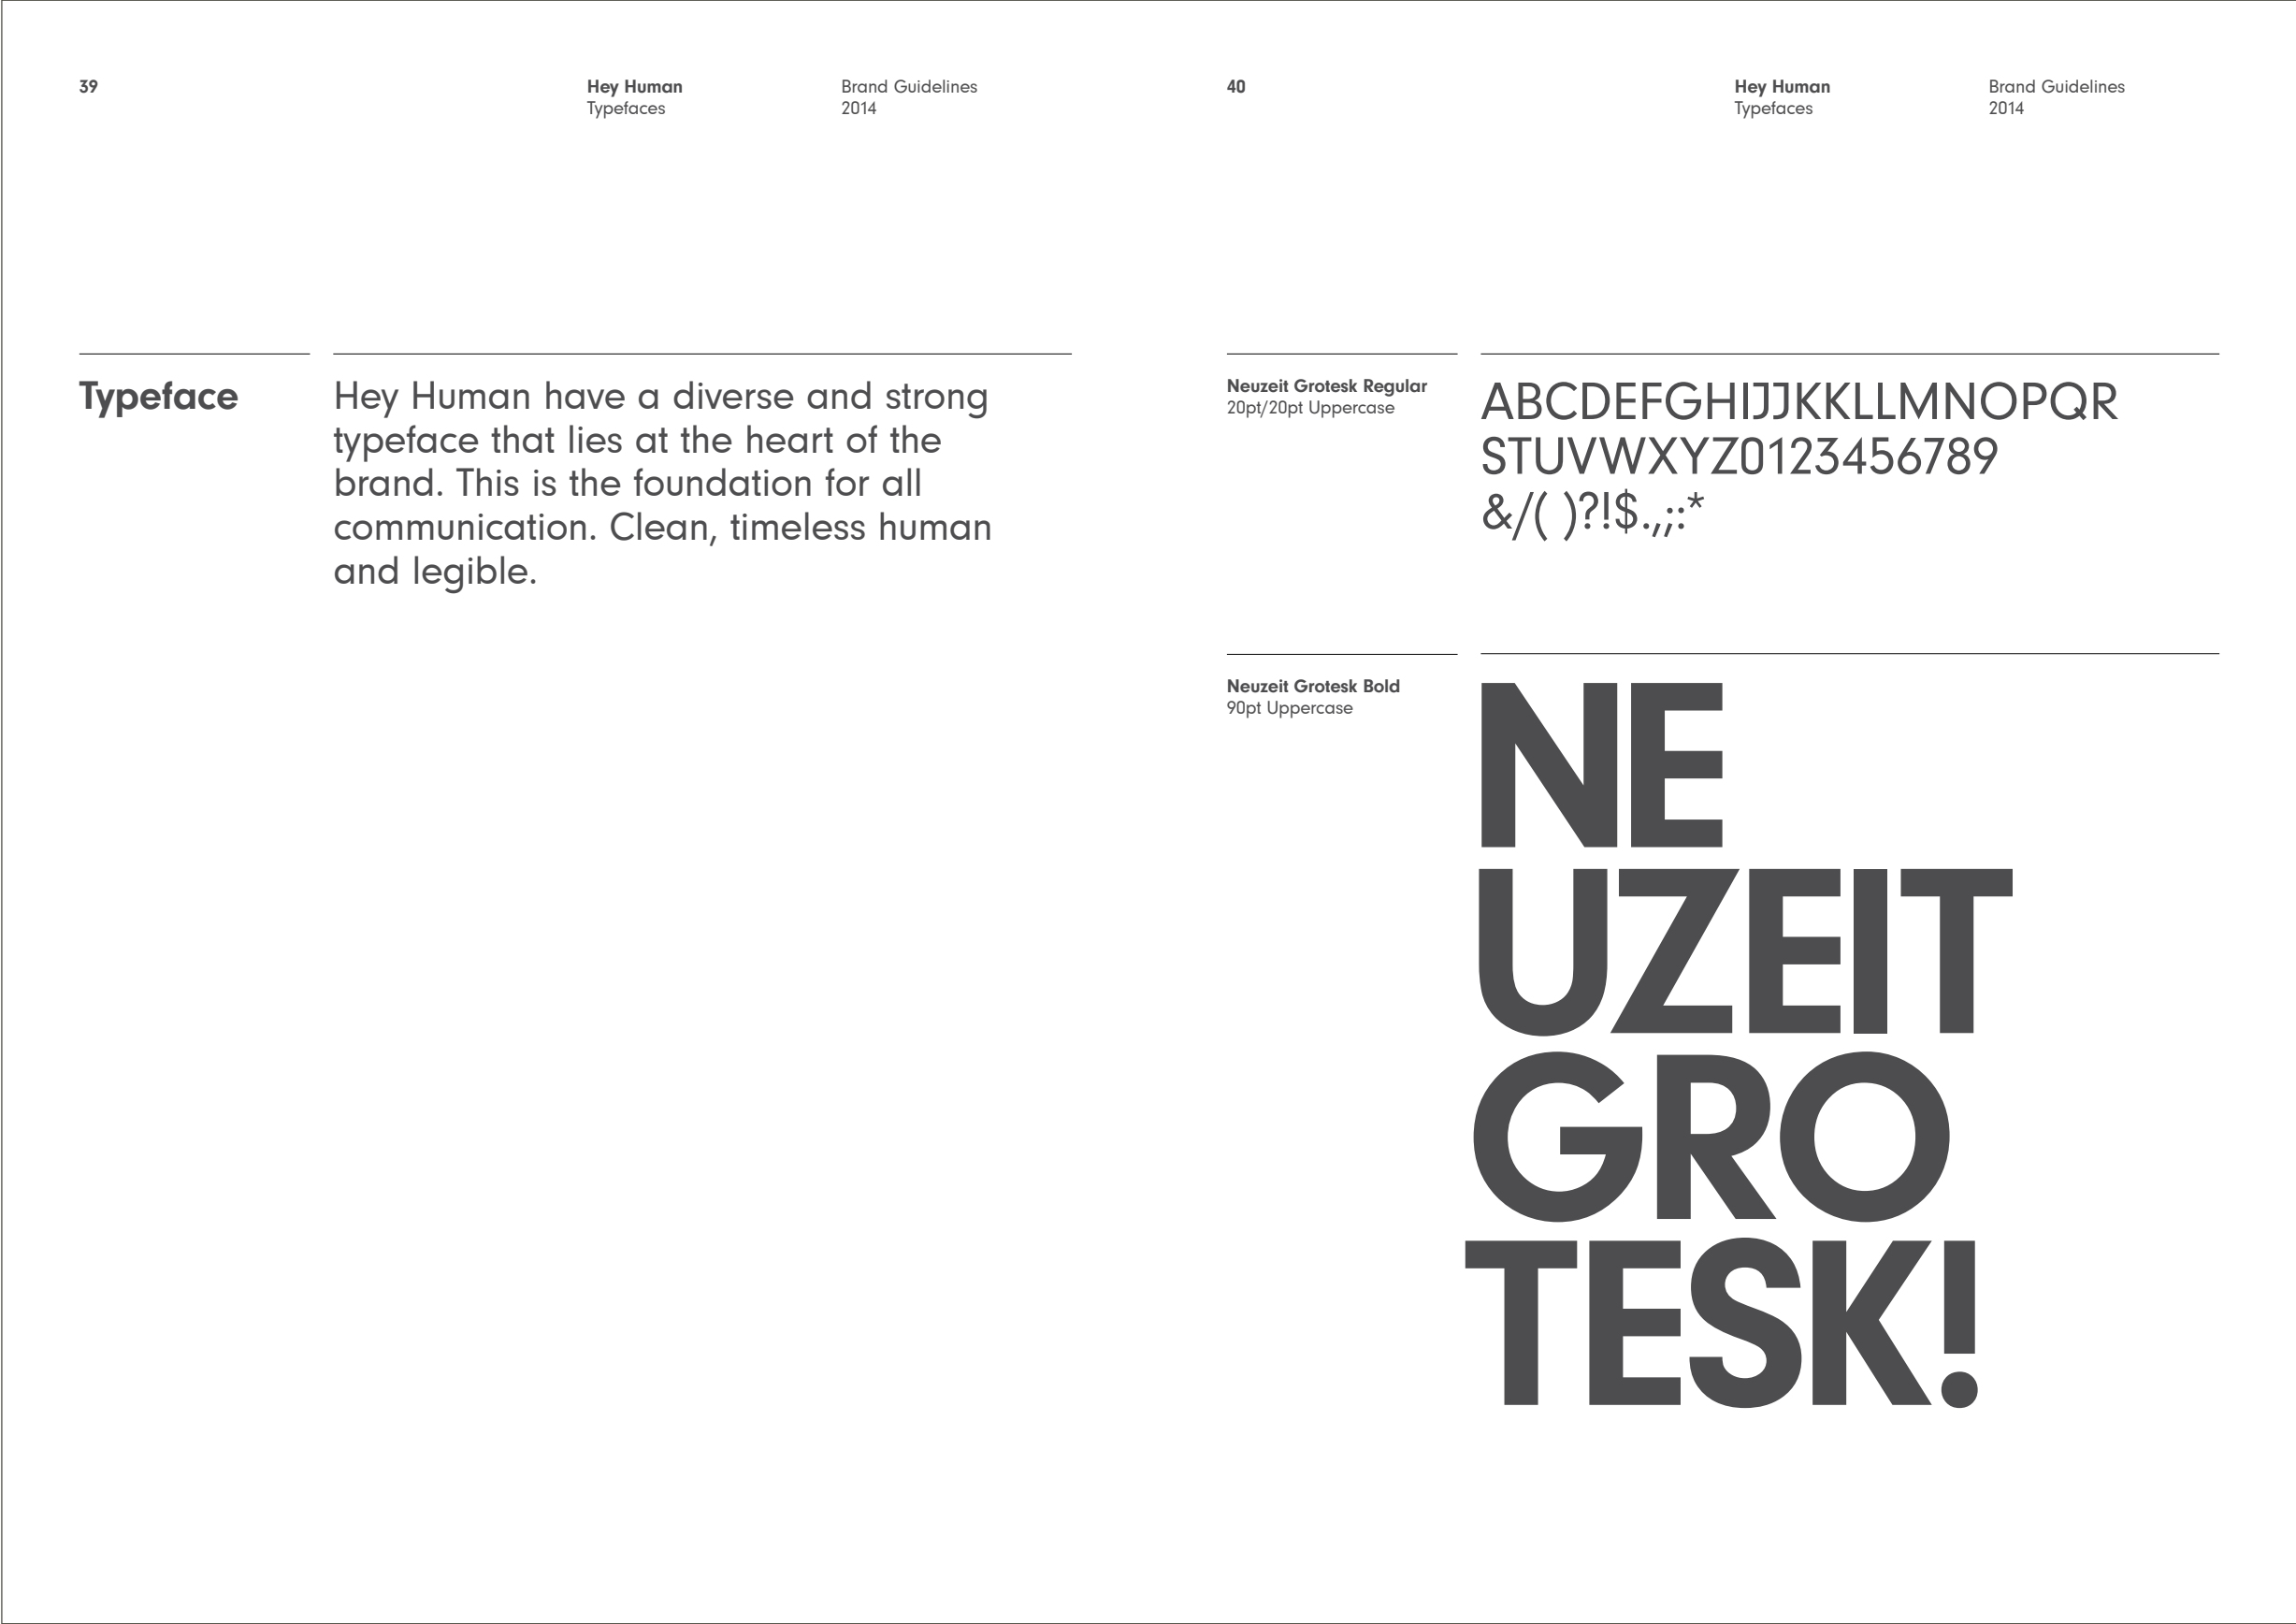 39
Hey Human
Typefaces
Brand Guidelines
2014
Typeface
Hey Human have a diverse and strong
typeface that lies at the heart of the
brand. This is the foundation for all
communication. Clean, timeless human
and legible.
40
Hey Human
Typefaces
Brand Guidelines
2014
Neuzeit Grotesk Regular
20pt/20pt Uppercase
ABCDEFGHIJJKKLLMNOPQR
STUVWXYZ0123456789
&/( )?!$.,;:*
Neuzeit Grotesk Bold
90pt Uppercase
NE
UZEIT
GRO
TESK!